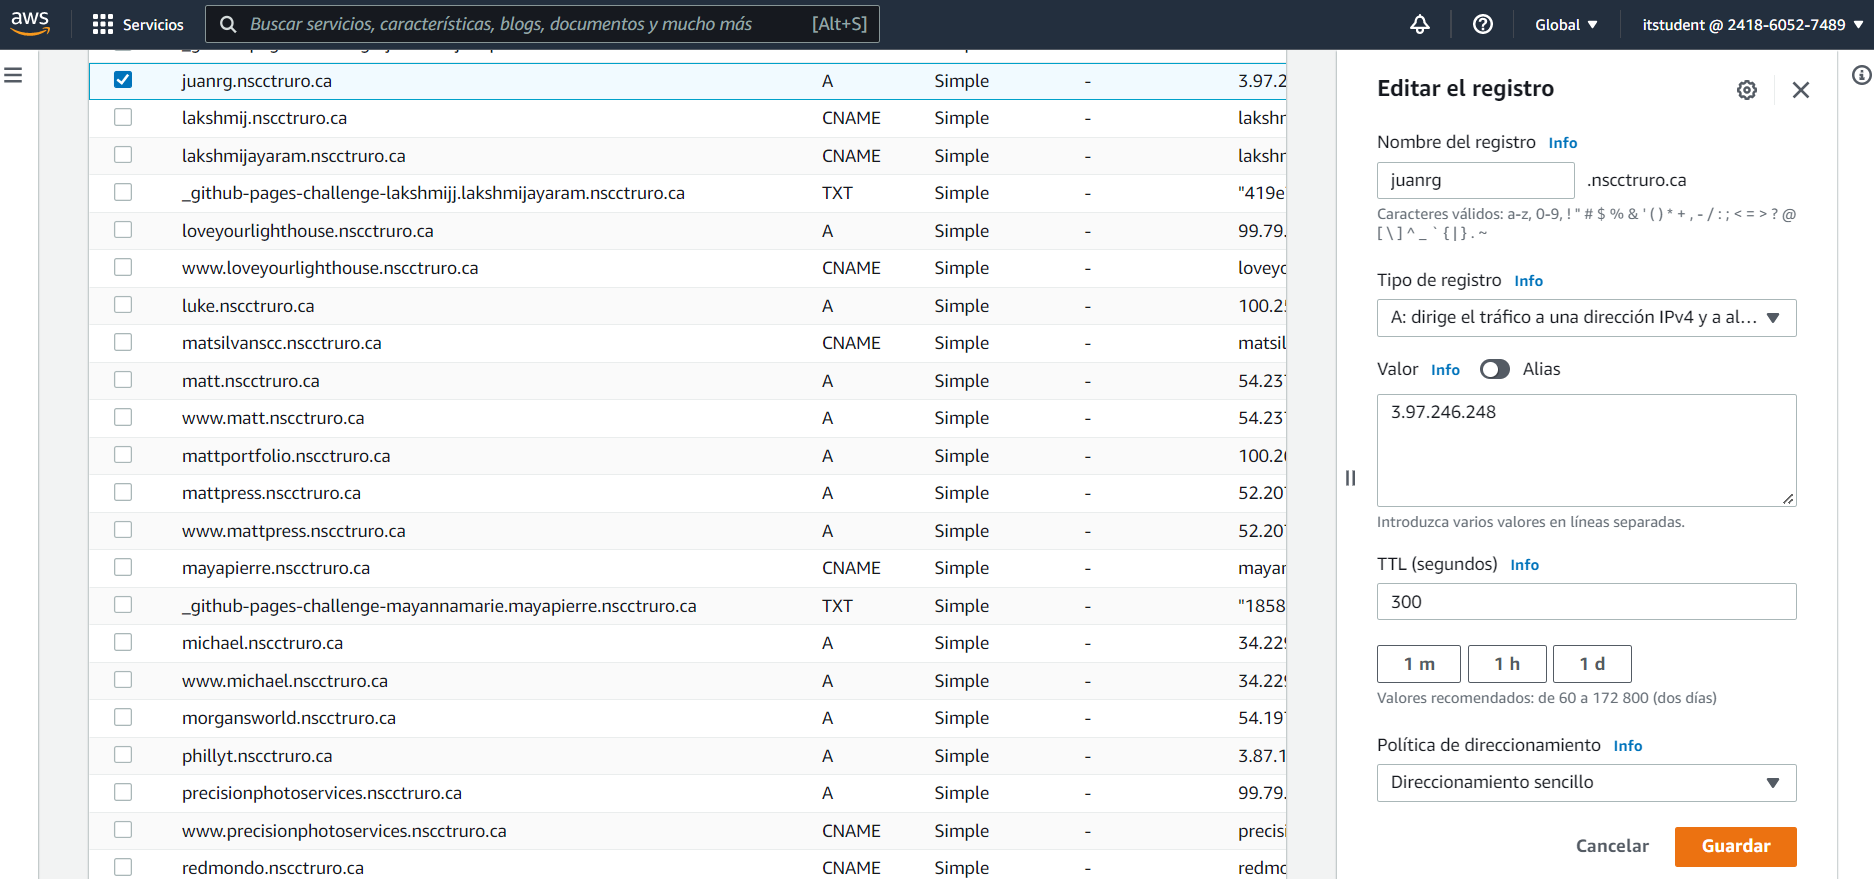 aws
Servicios
Buscar servicios, características, blogs, documentos y mucho más [Alt+S]
Global
itstudent @ 2418-6052-7489
juanrg.nscctruro.ca A Simple - 3.97.2
lakshmij.nscctruro.ca CNAME Simple - lakshr
lakshmijayaram.nscctruro.ca CNAME Simple - lakshr
_github-pages-challenge-lakshmijj.lakshmijayaram.nscctruro.ca TXT Simple - "419e
loveyourlighthouse.nscctruro.ca A Simple - 99.79.
www.loveyourlighthouse.nscctruro.ca CNAME Simple - loveyo
luke.nscctruro.ca A Simple - 100.25
matsilvanscc.nscctruro.ca CNAME Simple - matsil
matt.nscctruro.ca A Simple - 54.237
www.matt.nscctruro.ca A Simple - 54.237
mattportfolio.nscctruro.ca A Simple - 100.26
mattpress.nscctruro.ca A Simple - 52.207
www.mattpress.nscctruro.ca A Simple - 52.207
mayapierre.nscctruro.ca CNAME Simple - mayar
_github-pages-challenge-mayannamarie.mayapierre.nscctruro.ca TXT Simple - "1858
michael.nscctruro.ca A Simple - 34.229
www.michael.nscctruro.ca A Simple - 34.229
morgansworld.nscctruro.ca A Simple - 54.197
phillyt.nscctruro.ca A Simple - 3.87.1
precisionphotoservices.nscctruro.ca A Simple - 99.79.
www.precisionphotoservices.nscctruro.ca CNAME Simple - precisi
redmondo.nscctruro.ca CNAME Simple - redmo
Editar el registro
Nombre del registro Info
juanrg .nscctruro.ca
Caracteres válidos: a-z, 0-9, ! " # $ % & ' ( ) * + , - / : ; < = > ? @
[ \ ] ^ _ ` { | } . ~
Tipo de registro Info
A: dirige el tráfico a una dirección IPv4 y a al...
Valor Info Alias
3.97.246.248
Introduzca varios valores en líneas separadas.
TTL (segundos) Info
300
1 m 1 h 1 d
Valores recomendados: de 60 a 172 800 (dos días)
Política de direccionamiento Info
Direccionamiento sencillo
Cancelar Guardar